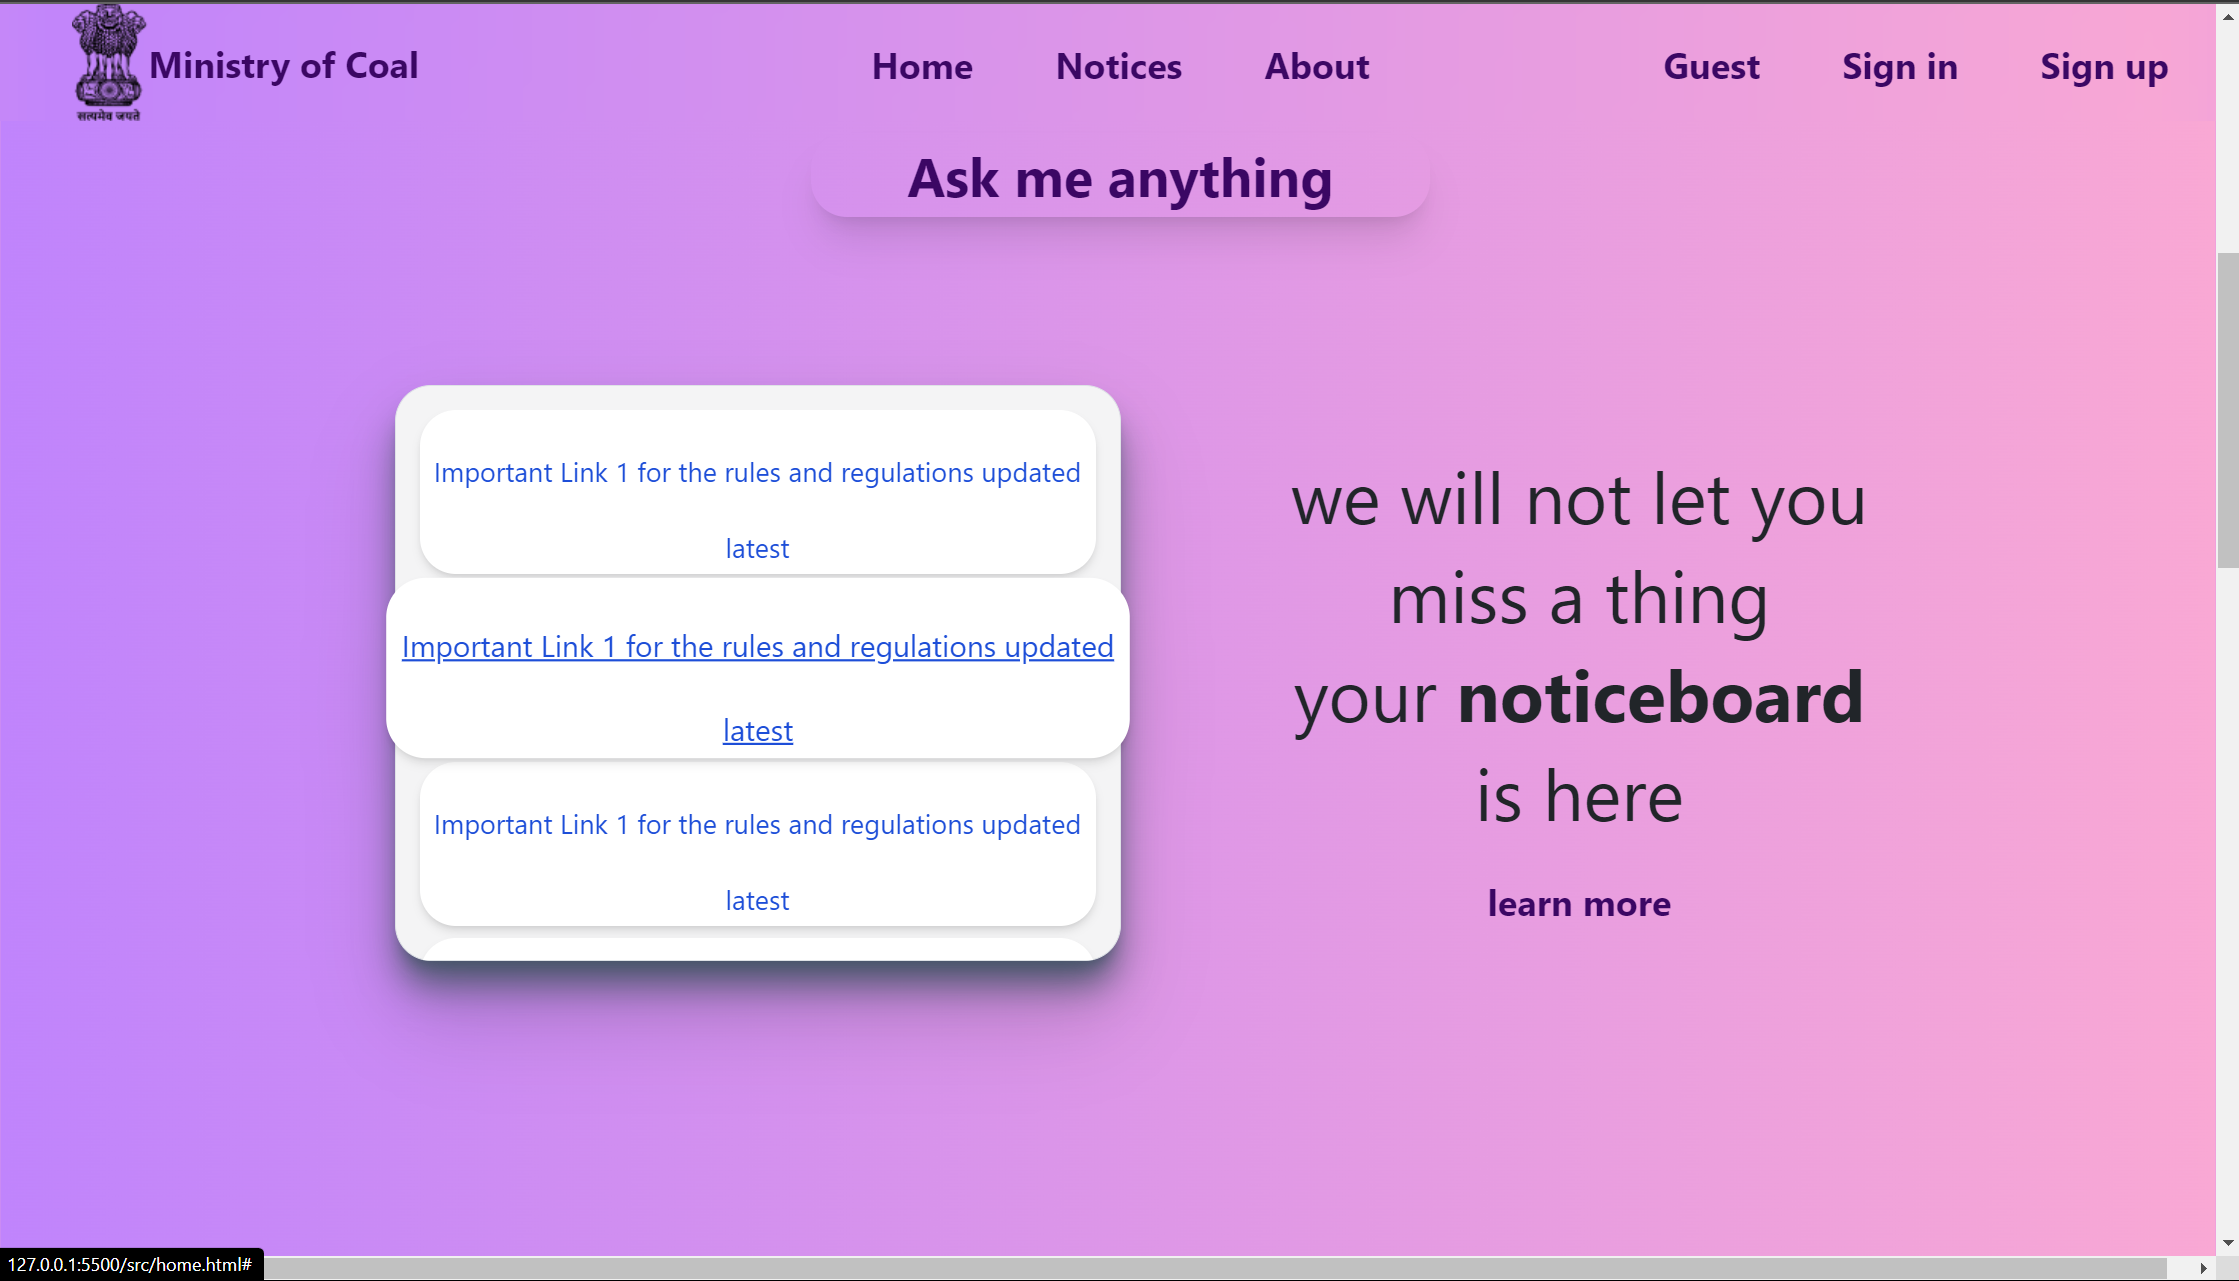 Ministry of Coal
सत्यमेव जयते
Home
Notices
About
Guest
Sign in
Sign up
Ask me anything
Important Link 1 for the rules and regulations updated
latest
Important Link 1 for the rules and regulations updated
latest
Important Link 1 for the rules and regulations updated
latest
we will not let you
miss a thing
your noticeboard
is here
learn more
127.0.0.1:5500/src/home.html#